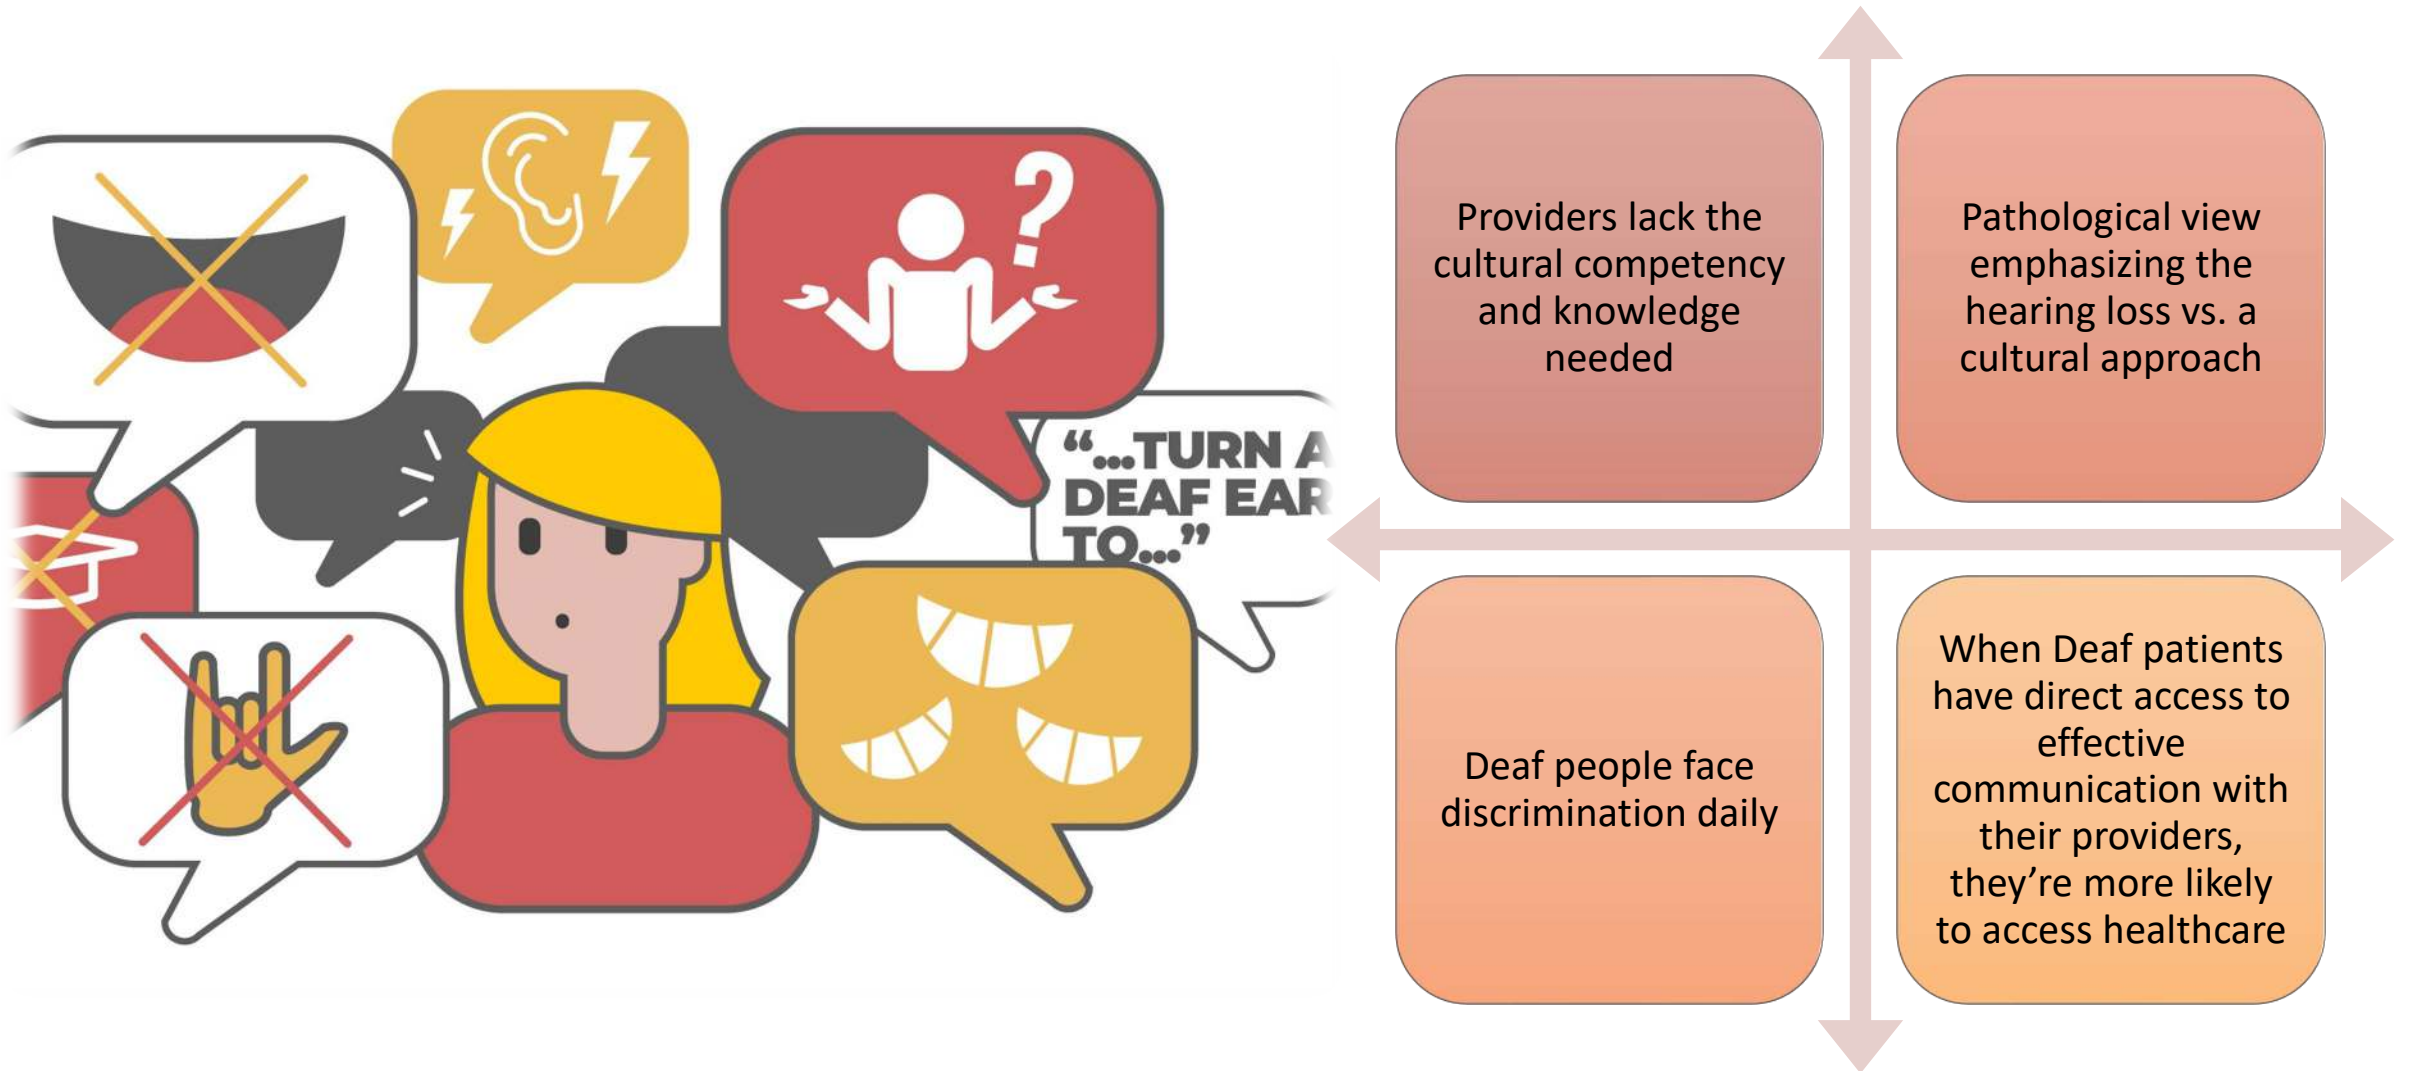 “...TURN A
DEAF EAR
TO...”
?
Providers lack the
cultural competency
and knowledge
needed
Pathological view
emphasizing the
hearing loss vs. a
cultural approach
Deaf people face
discrimination daily
When Deaf patients
have direct access to
effective
communication with
their providers,
they’re more likely
to access healthcare